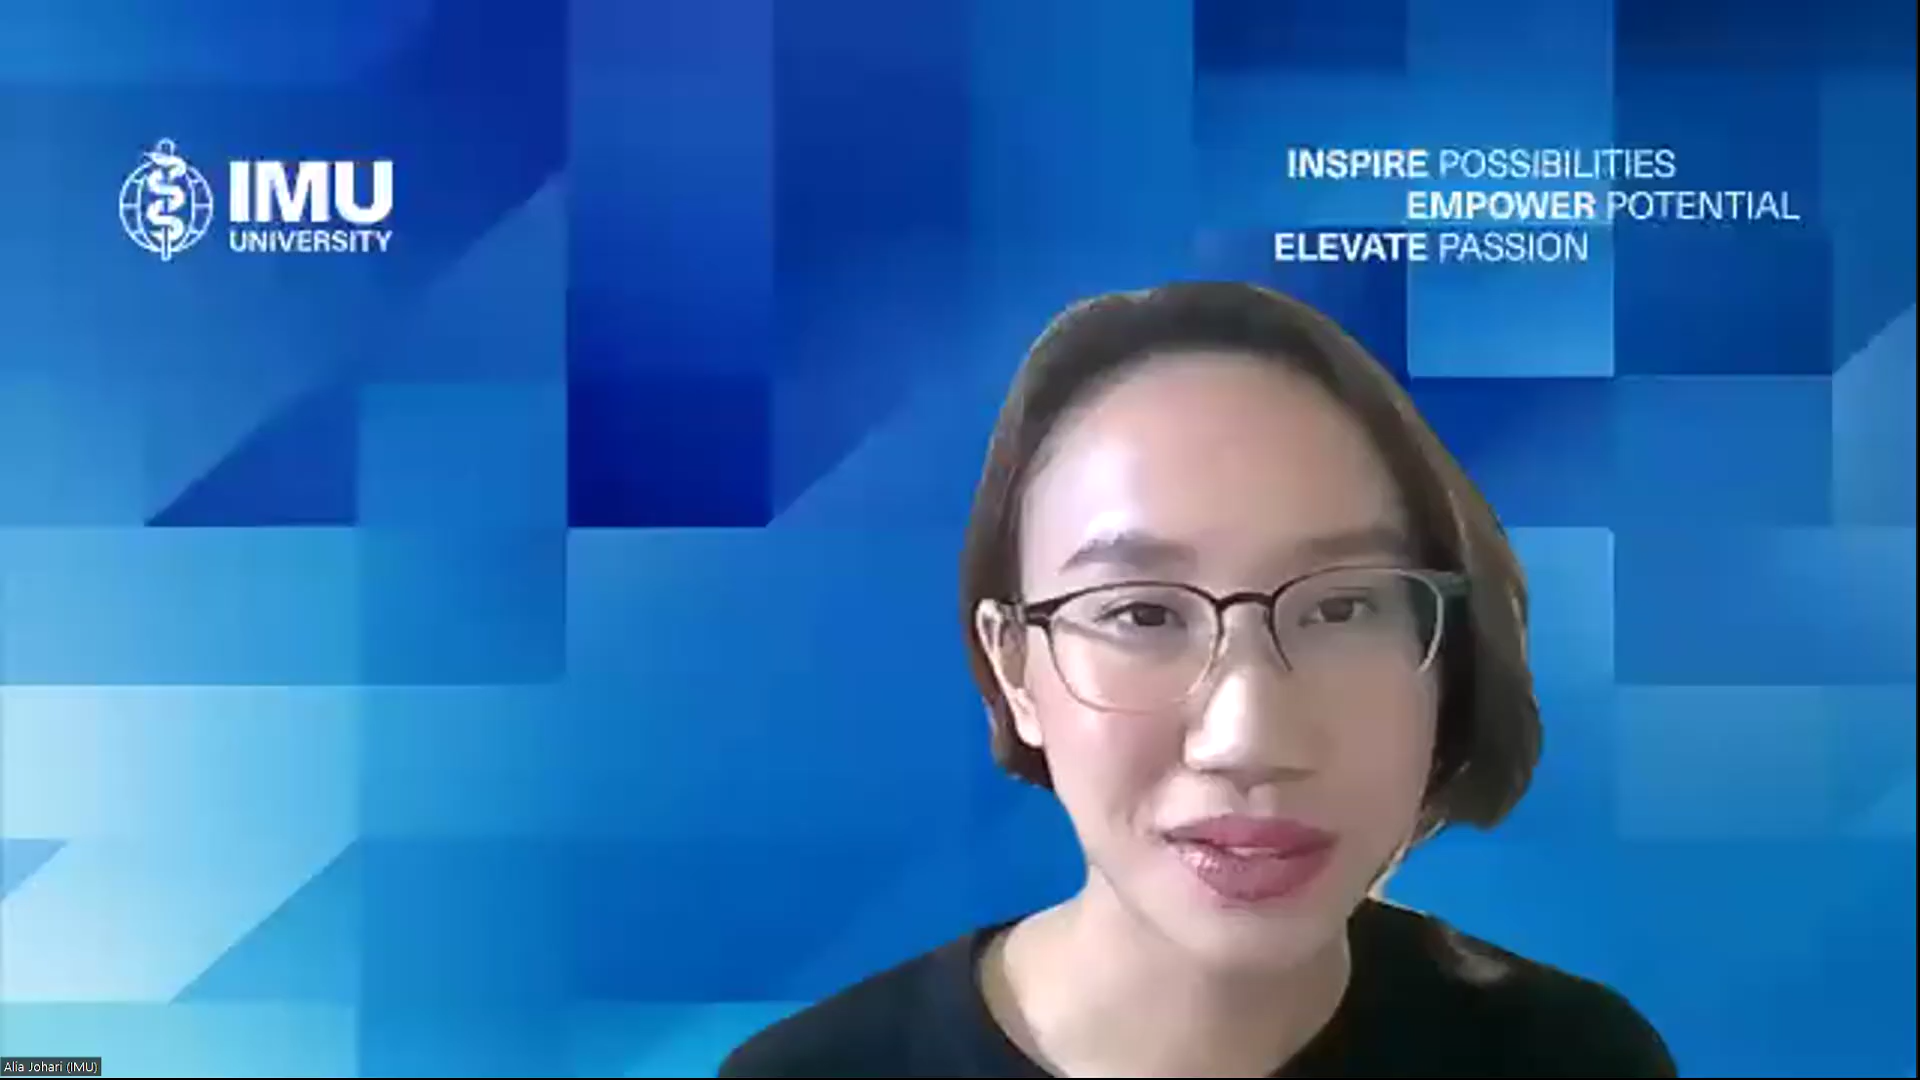 IMU
UNIVERSITY
INSPIRE POSSIBILITIES
EMPOWER POTENTIAL
ELEVATE PASSION
Alia Johari (IMU)